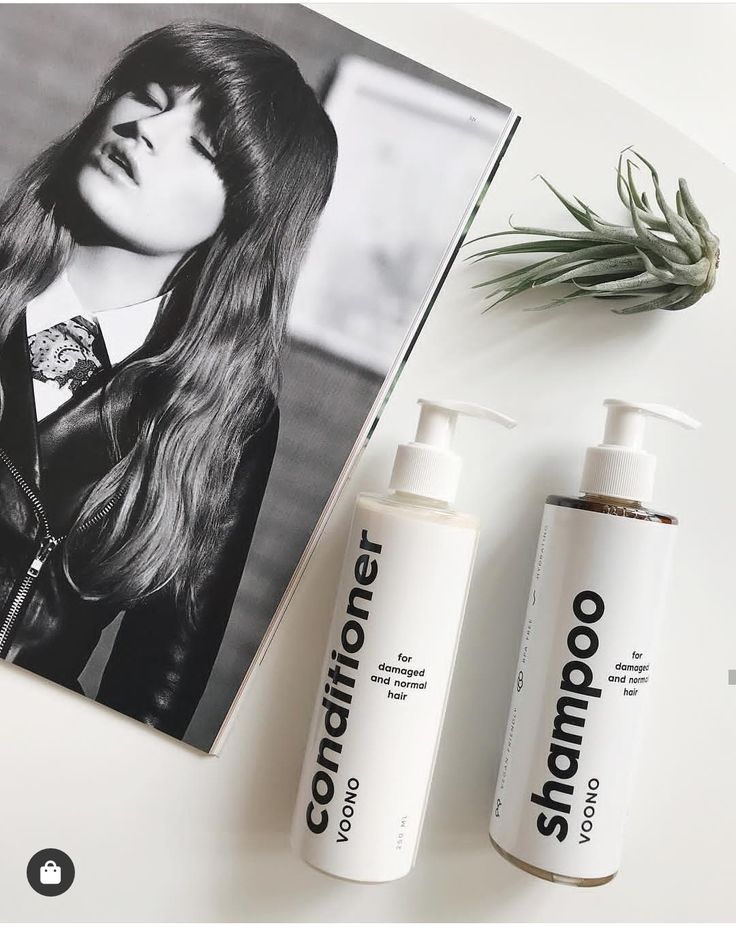 conditioner
VOONO
for
damaged
and normal
hair
250 ML
shampoo
VOONO
for
damaged
and normal
hair
VEGAN FRIENDLY
BPA FREE
HYDRATING